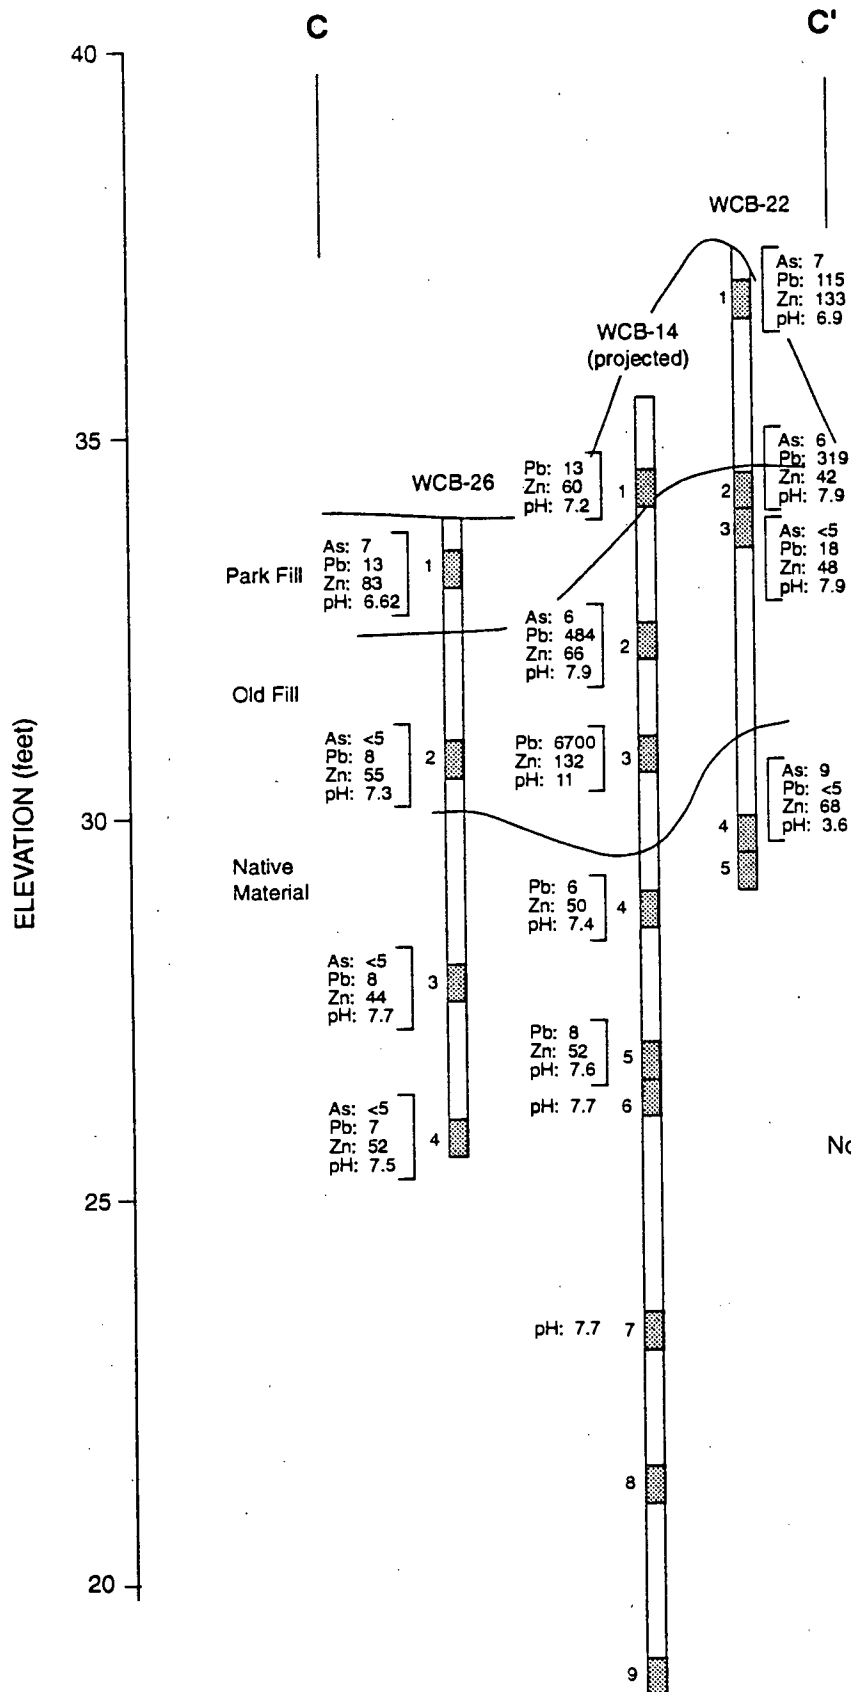 C
C'
40
WCB-22
As: 7
Pb: 115
Zn: 133
pH: 6.9
1
WCB-14
(projected)
35
As: 6
Pb: 319
Zn: 42
pH: 7.9
2
Pb: 13
Zn: 60
pH: 7.2
1
WCB-26
3
As: <5
Pb: 18
Zn: 48
pH: 7.9
Park Fill
As: 7
Pb: 13
Zn: 83
pH: 6.62
1
As: 6
Pb: 484
Zn: 66
pH: 7.9
2
Old Fill
As: <5
Pb: 8
Zn: 55
pH: 7.3
2
Pb: 6700
Zn: 132
pH: 11
3
As: 9
Pb: <5
Zn: 68
pH: 3.6
4
5
30
ELEVATION (feet)
Native
Material
Pb: 6
Zn: 50
pH: 7.4
4
As: <5
Pb: 8
Zn: 44
pH: 7.7
3
Pb: 8
Zn: 52
pH: 7.6
5
pH: 7.7 6
As: <5
Pb: 7
Zn: 52
pH: 7.5
4
No
25
pH: 7.7 7
8
20
9